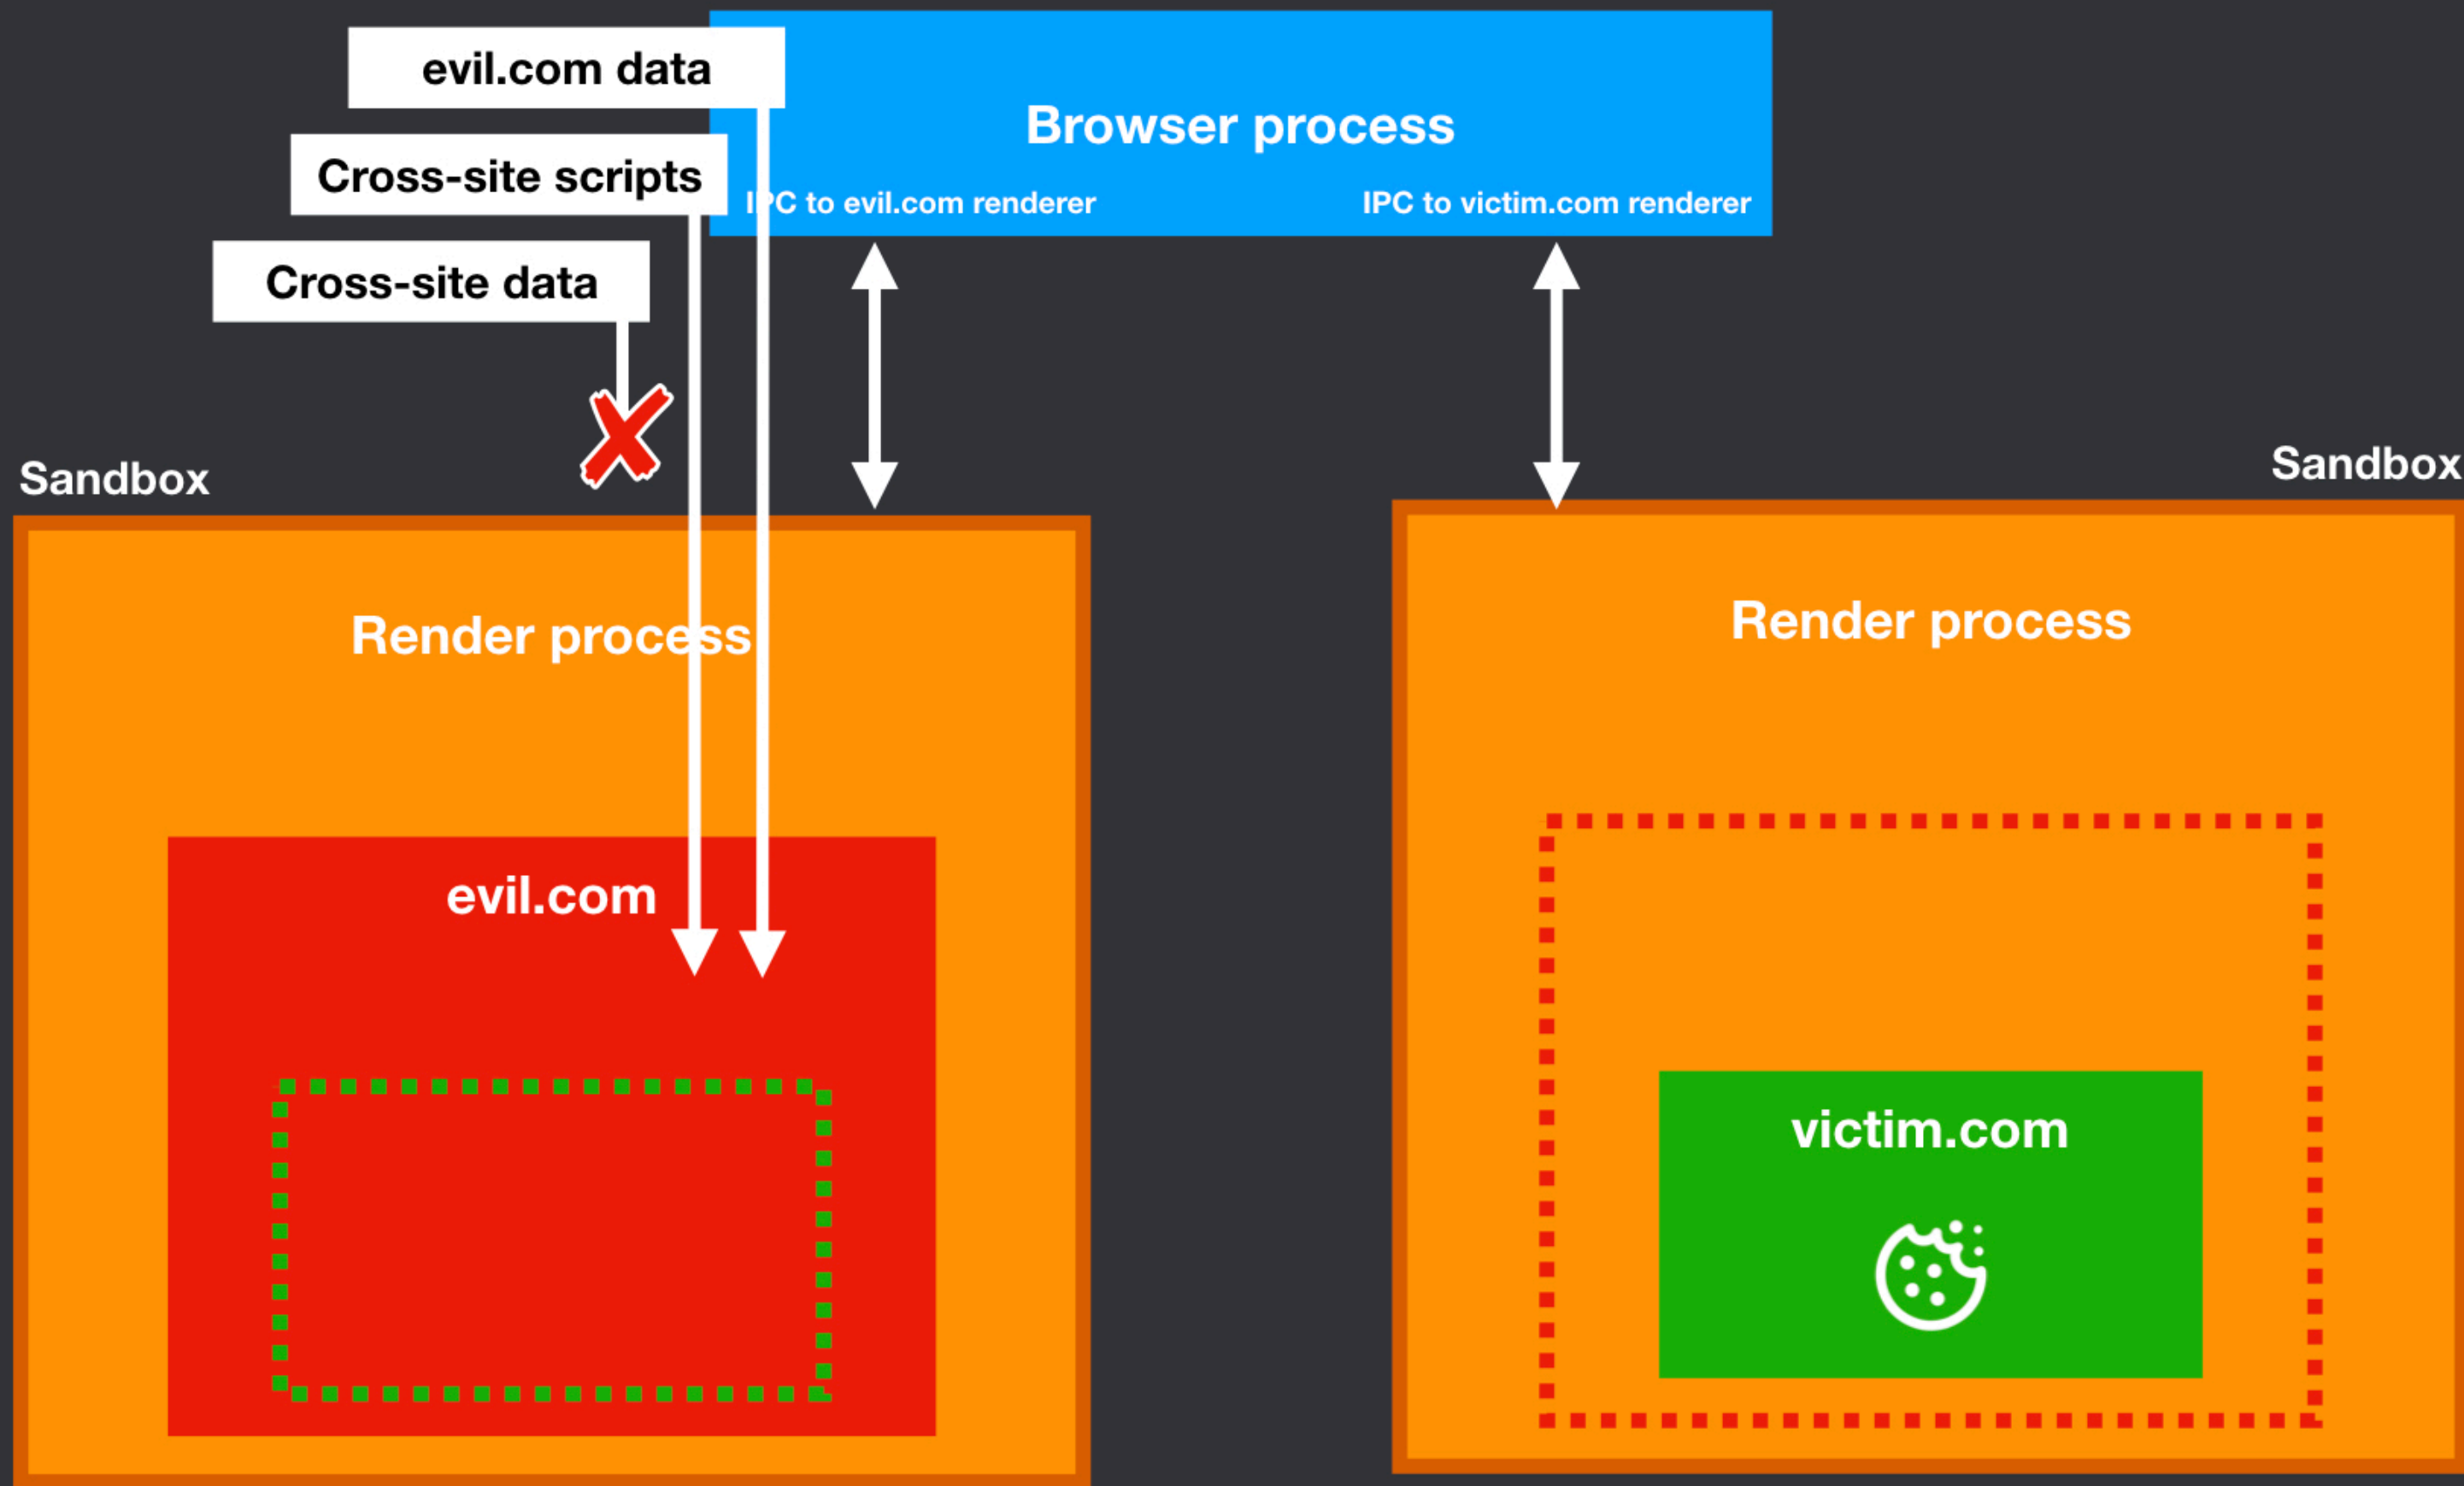 evil.com data
Cross-site scripts
Cross-site data
Browser process
IPC to evil.com renderer
IPC to victim.com renderer
Sandbox
Sandbox
Render process
Render process
evil.com
victim.com